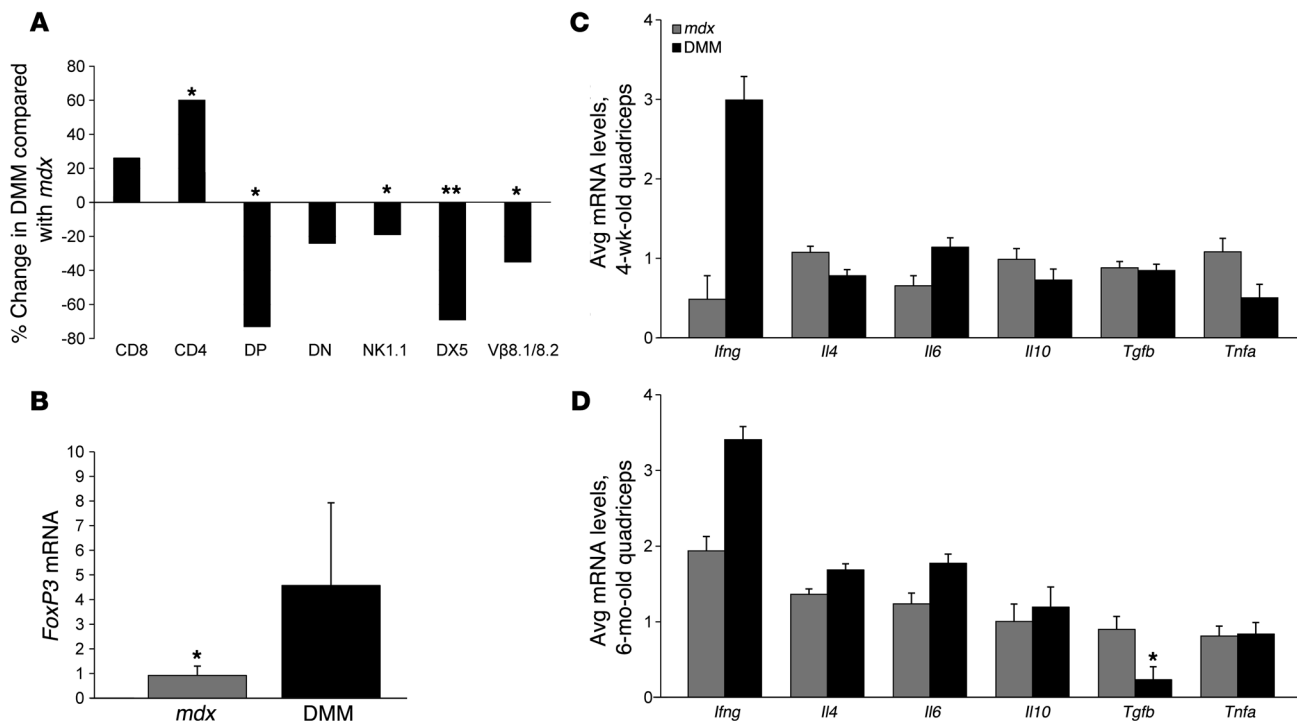 A
% Change in DMM compared
with mdx
80
60
40
20
0
-20
-40
-60
-80
*
*
*
**
*
CD8 CD4 DP DN NK1.1 DX5 Vβ8.1/8.2
B
FoxP3 mRNA
10
9
8
7
6
5
4
3
2
1
0
*
mdx DMM
C
mdx
DMM
Avg mRNA levels,
4-wk-old quadriceps
4
3
2
1
0
Ifng Il4 Il6 Il10 Tgfb Tnfa
D
Avg mRNA levels,
6-mo-old quadriceps
4
3
2
1
0
*
Ifng Il4 Il6 Il10 Tgfb Tnfa